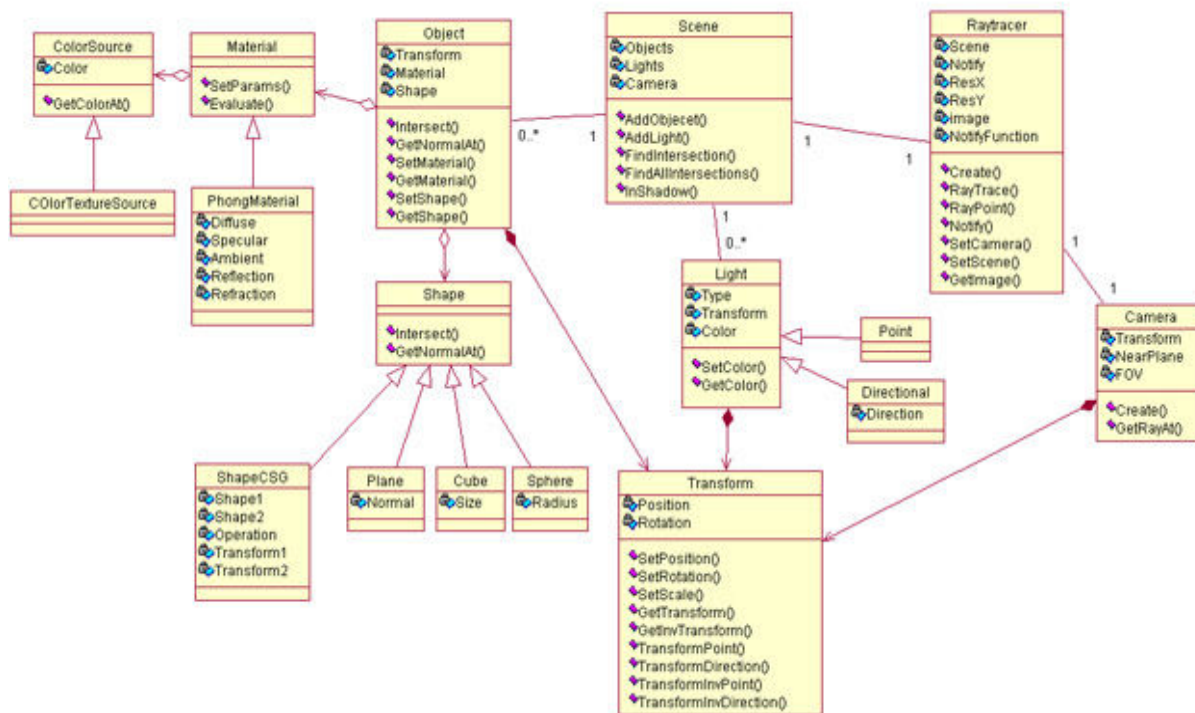 ColorSource
Color
GetColorAt()
Material
SetParams()
Evaluate()
Object
Transform
Material
Shape
Intersect()
GetNormalAt()
SetMaterial()
GetMaterial()
SetShape()
GetShape()
0..*
1
Scene
Objects
Lights
Camera
AddObjecet()
AddLight()
FindIntersection()
FindAllIntersections()
InShadow()
1
1
Raytracer
Scene
Notify
ResX
ResY
image
NotifyFunction
Create()
RayTrace()
RayPoint()
Notify()
SetCamera()
SetScene()
GetImage()
COlorTextureSource
PhongMaterial
Diffuse
Specular
Ambient
Reflection
Refraction
1
0..*
1
1
Shape
Intersect()
GetNormalAt()
Light
Type
Transform
Color
SetColor()
GetColor()
Point
Directional
Direction
Camera
Transform
NearPlane
FOV
Create()
GetRayAt()
ShapeCSG
Shape1
Shape2
Operation
Transform1
Transform2
Plane
Normal
Cube
Size
Sphere
Radius
Transform
Position
Rotation
SetPosition()
SetRotation()
SetScale()
GetTransform()
GetInvTransform()
TransformPoint()
TransformDirection()
TransformInvPoint()
TransformInvDirection()